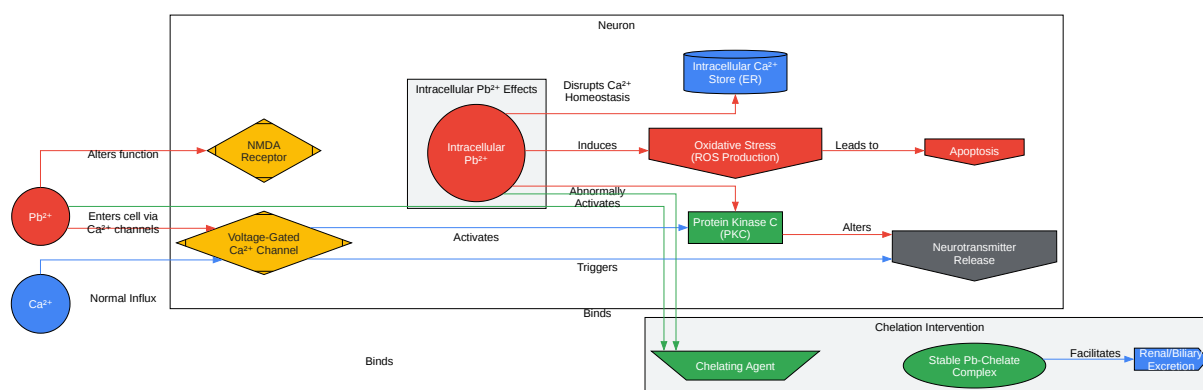 Neuron
Intracellular Pb²⁺ Effects
Disrupts Ca²⁺
Homeostasis
Intracellular Ca²⁺
Store (ER)
NMDA
Receptor
Alters function
Intracellular
Pb²⁺
Induces
Oxidative Stress
(ROS Production)
Leads to
Apoptosis
Abnormally
Activates
Pb²⁺
Enters cell via
Ca²⁺ channels
Voltage-Gated
Ca²⁺ Channel
Activates
Protein Kinase C
(PKC)
Alters
Neurotransmitter
Release
Triggers
Ca²⁺
Normal Influx
Binds
Chelation Intervention
Binds
Chelating Agent
Stable Pb-Chelate
Complex
Facilitates
Renal/Biliary
Excretion